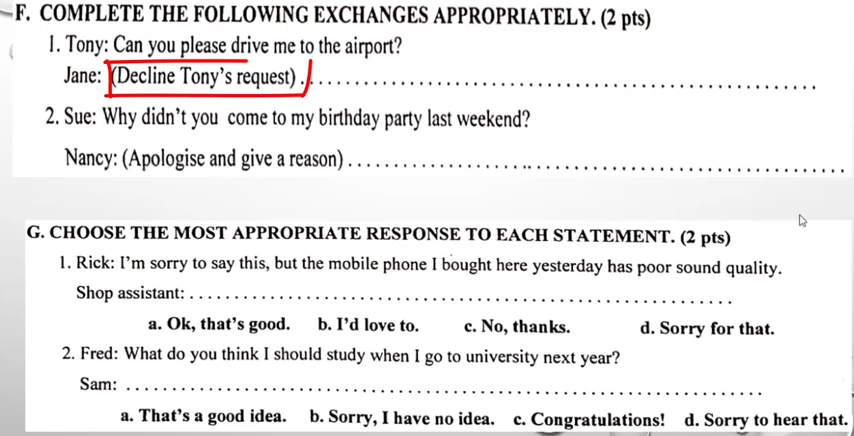 F. COMPLETE THE FOLLOWING EXCHANGES APPROPRIATELY. (2 pts)
1. Tony: Can you please drive me to the airport?
Jane: (Decline Tony's request) ............................................................
2. Sue: Why didn't you come to my birthday party last weekend?
Nancy: (Apologise and give a reason) ............................................................
G. CHOOSE THE MOST APPROPRIATE RESPONSE TO EACH STATEMENT. (2 pts)
1. Rick: I'm sorry to say this, but the mobile phone I bought here yesterday has poor sound quality.
Shop assistant: ............................................................
a. Ok, that's good. b. I'd love to. c. No, thanks. d. Sorry for that.
2. Fred: What do you think I should study when I go to university next year?
Sam: ............................................................
a. That's a good idea. b. Sorry, I have no idea. c. Congratulations! d. Sorry to hear that.